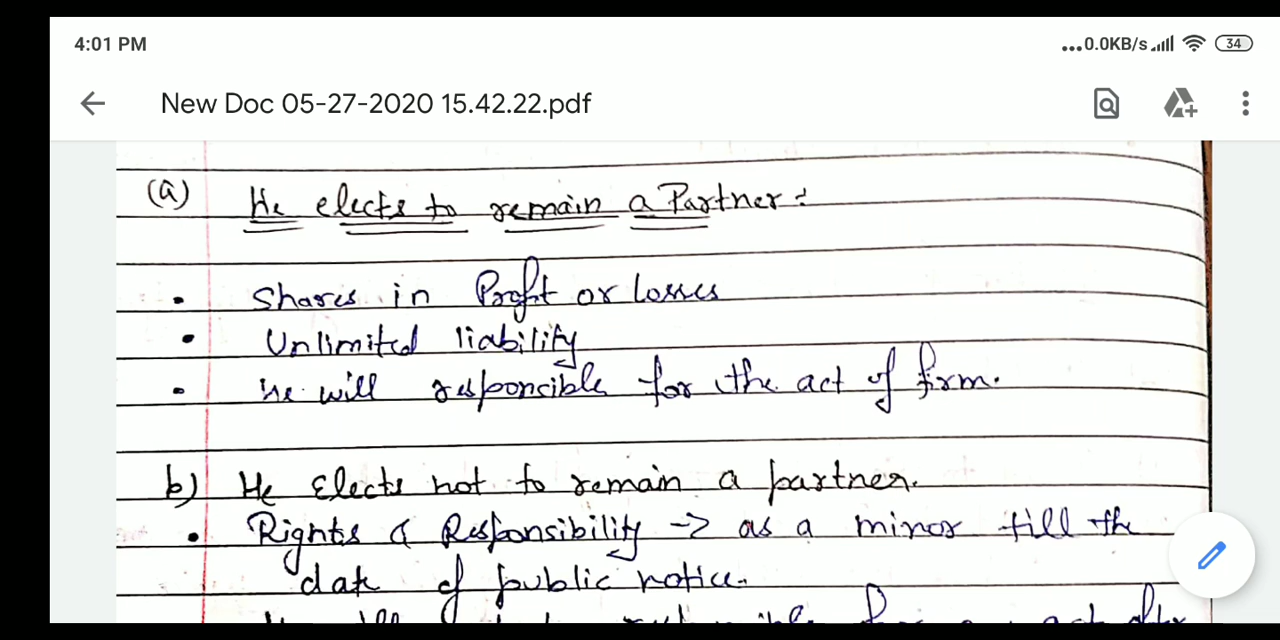 4:01 PM
...0.0KB/s 34
New Doc 05-27-2020 15.42.22.pdf
(a) He elects to remain a Partner:
• Shares in Profit or losses
• Unlimited liability
• he will responsible for the act of firm.
b) He Elects not to remain a partner.
• Rights & Responsibility -> as a minor till the
date of public notice.
after